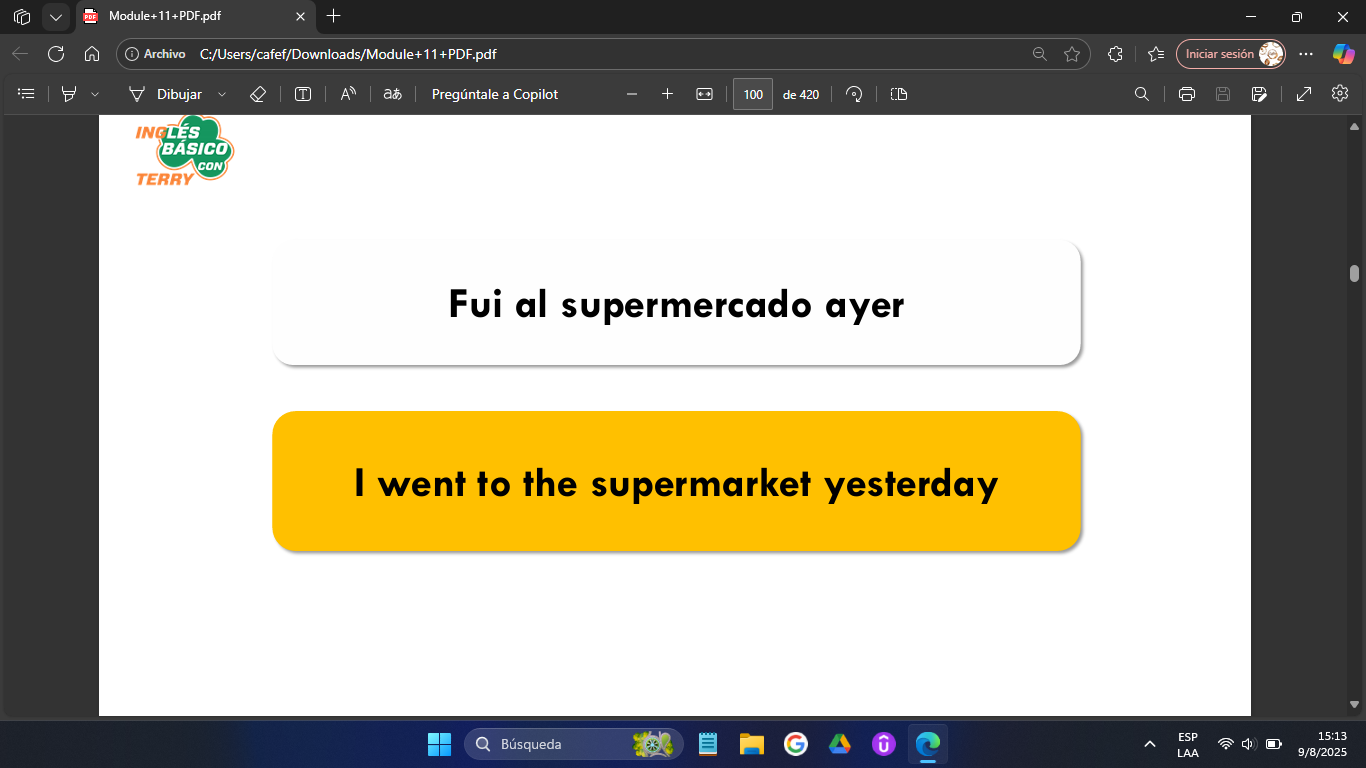 Module+11+PDF.pdf
Archivo C:/Users/cafef/Downloads/Module+11+PDF.pdf
Iniciar sesión
Dibujar
aあ
Pregúntale a Copilot
100 de 420
INGLÉS
BÁSICO
CON
TERRY
Fui al supermercado ayer
I went to the supermarket yesterday
Búsqueda
ESP
LAA
15:13
9/8/2025